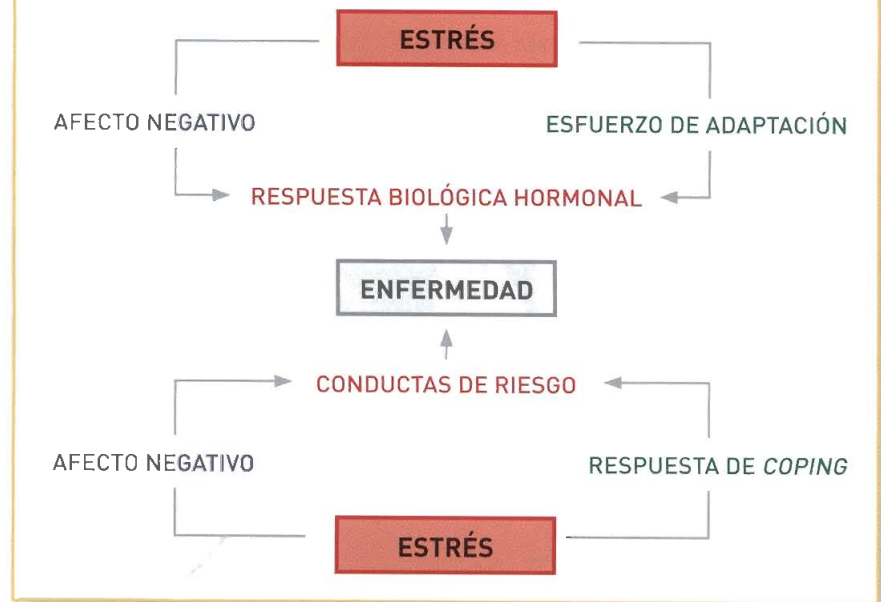 ESTRÉS
AFECTO NEGATIVO
ESFUERZO DE ADAPTACIÓN
RESPUESTA BIOLÓGICA HORMONAL
ENFERMEDAD
CONDUCTAS DE RIESGO
AFECTO NEGATIVO
RESPUESTA DE COPING
ESTRÉS